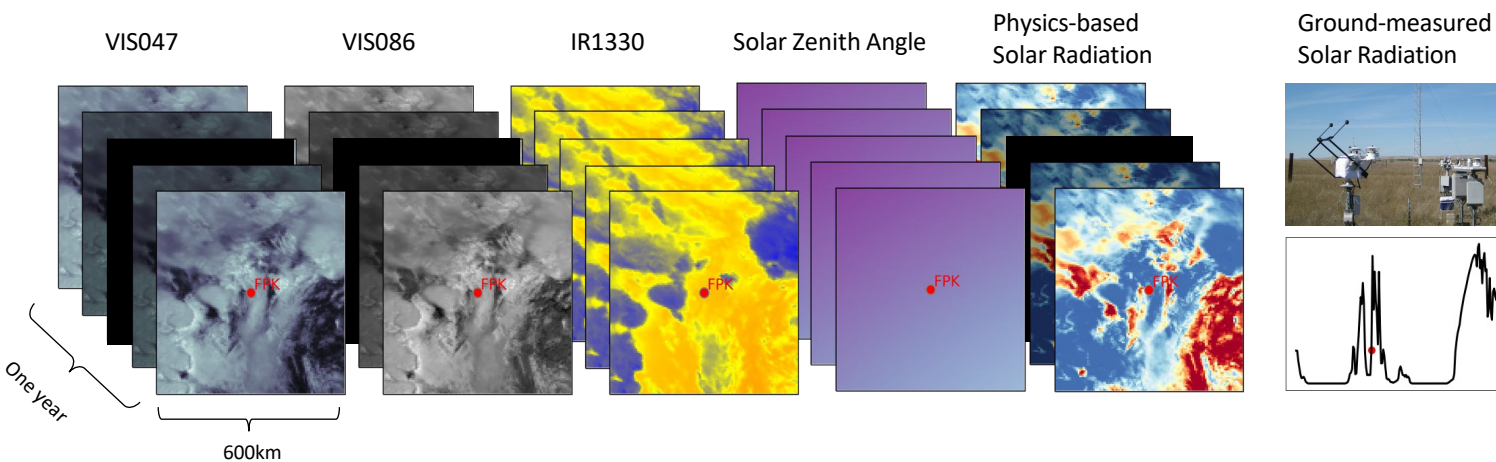 VIS047
VIS086
IR1330
Solar Zenith Angle
Physics-based
Solar Radiation
Ground-measured
Solar Radiation
FPK
FPK
FPK
FPK
FPK
One year
600km